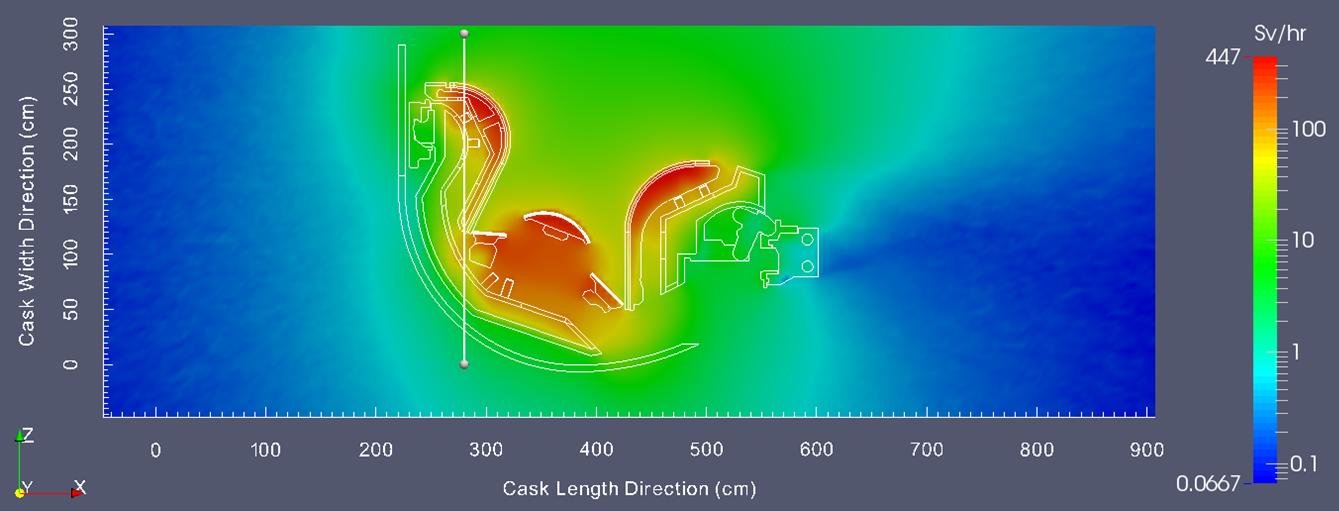 Sv/hr
447
100
10
1
0.1
0.0667
Cask Width Direction (cm)
300
250
200
150
100
50
0
0 100 200 300 400 500 600 700 800 900
Cask Length Direction (cm)
Z
Y
X